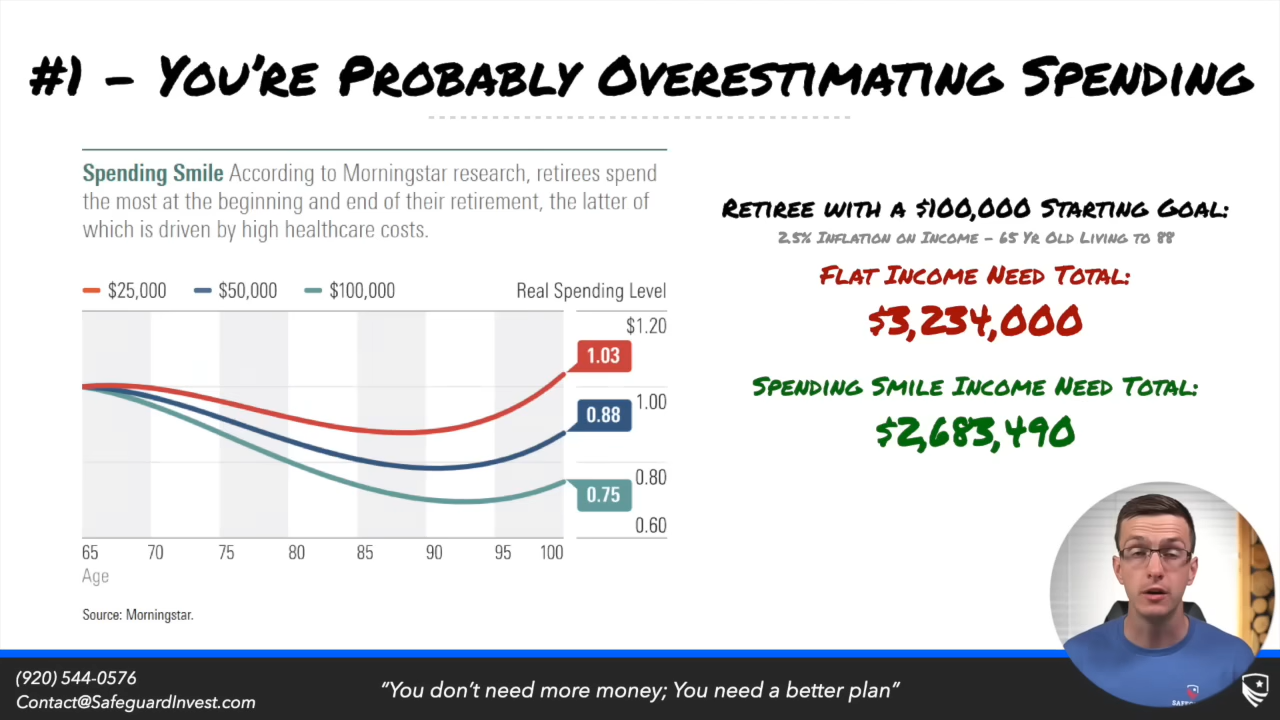 #1 – You're Probably Overestimating Spending
Spending Smile According to Morningstar research, retirees spend
the most at the beginning and end of their retirement, the latter of
which is driven by high healthcare costs.
$25,000 $50,000 $100,000 Real Spending Level
$1.20
1.03
1.00
0.88
0.80
0.75
0.60
65 70 75 80 85 90 95 100
Age
Source: Morningstar.
Retiree with a $100,000 Starting Goal:
2.5% Inflation on Income – 65 Yr Old Living to 88
Flat Income Need Total:
$3,234,000
Spending Smile Income Need Total:
$2,683,490
(920) 544-0576
Contact@SafeguardInvest.com
“You don’t need more money; You need a better plan”